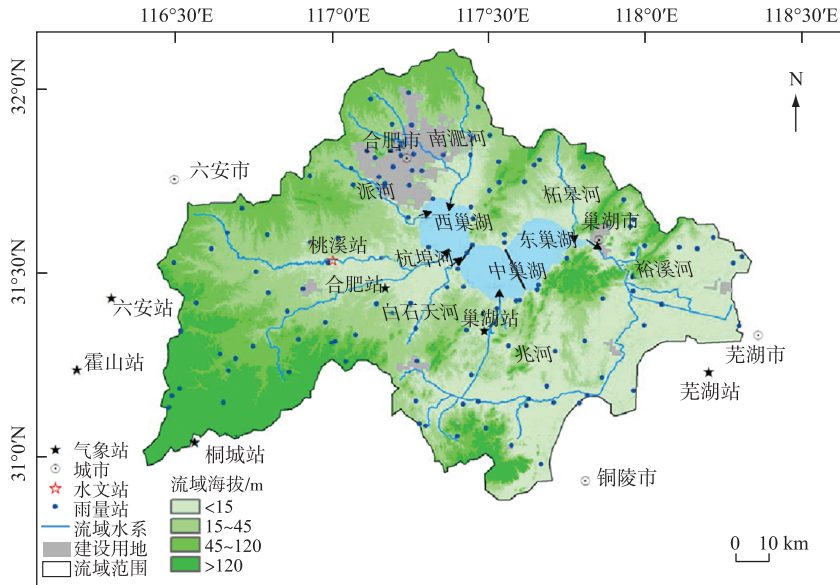 116°30′E
117°0′E
117°30′E
118°0′E
118°30′E
32°0′N
31°30′N
31°0′N
N
合肥市
南淝河
六安市
派河
柘皋河
西巢湖
巢湖市
东巢湖
桃溪站
杭埠河
中巢湖
裕溪河
合肥站
六安站
白石天河
巢湖站
兆河
芜湖市
霍山站
芜湖站
桐城站
铜陵市
气象站
城市
水文站
雨量站
流域水系
建设用地
流域范围
流域海拔/m
<15
15~45
45~120
>120
0 10 km